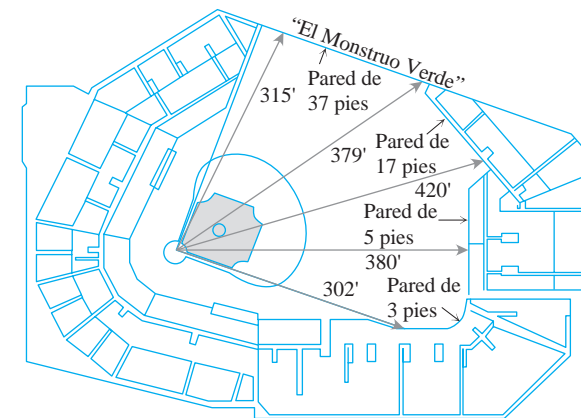 “El Monstruo Verde”
Pared de
37 pies
315'
Pared de
17 pies
379'
420'
Pared de
5 pies
380'
Pared de
3 pies
302'